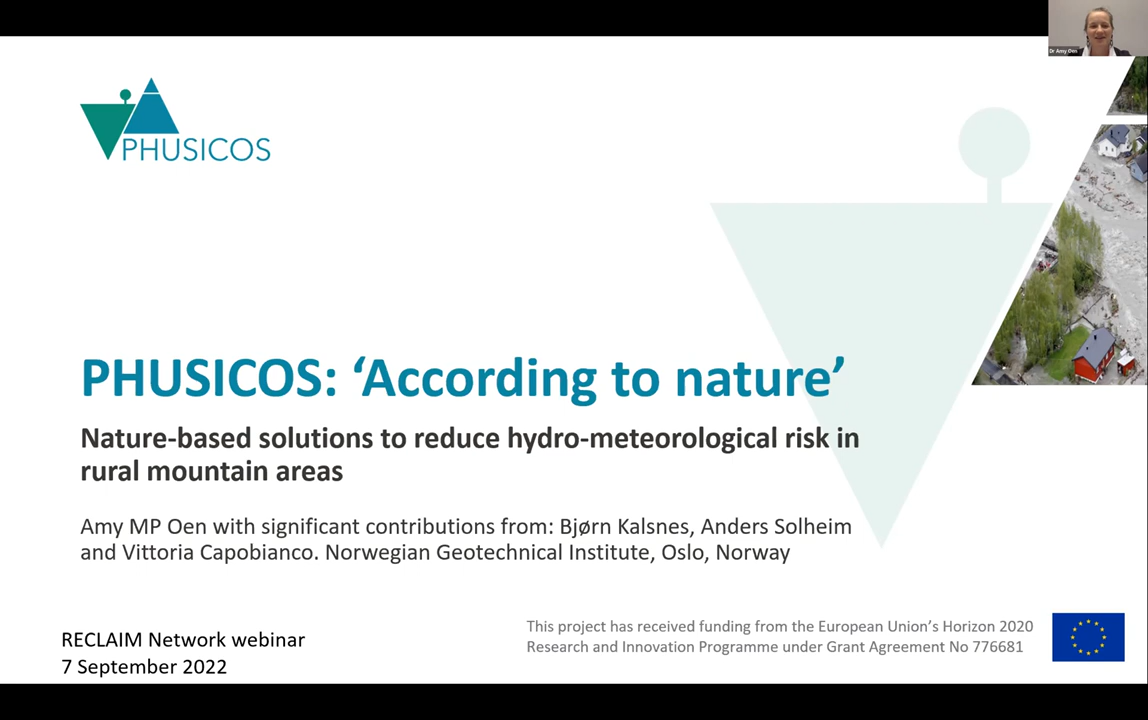 Dr Amy Oen
PHUSICOS
PHUSICOS: ‘According to nature’
Nature-based solutions to reduce hydro-meteorological risk in
rural mountain areas
Amy MP Oen with significant contributions from: Bjørn Kalsnes, Anders Solheim
and Vittoria Capobianco. Norwegian Geotechnical Institute, Oslo, Norway
RECLAIM Network webinar
7 September 2022
This project has received funding from the European Union’s Horizon 2020
Research and Innovation Programme under Grant Agreement No 776681